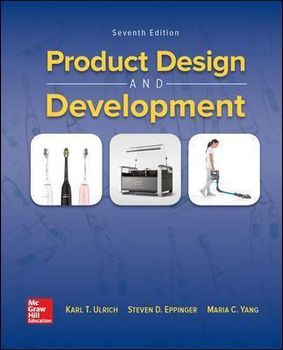 Seventh Edition
Product Design
AND
Development
Mc
Graw
Hill
Education
KARL T. ULRICH STEVEN D. EPPINGER MARIA C. YANG